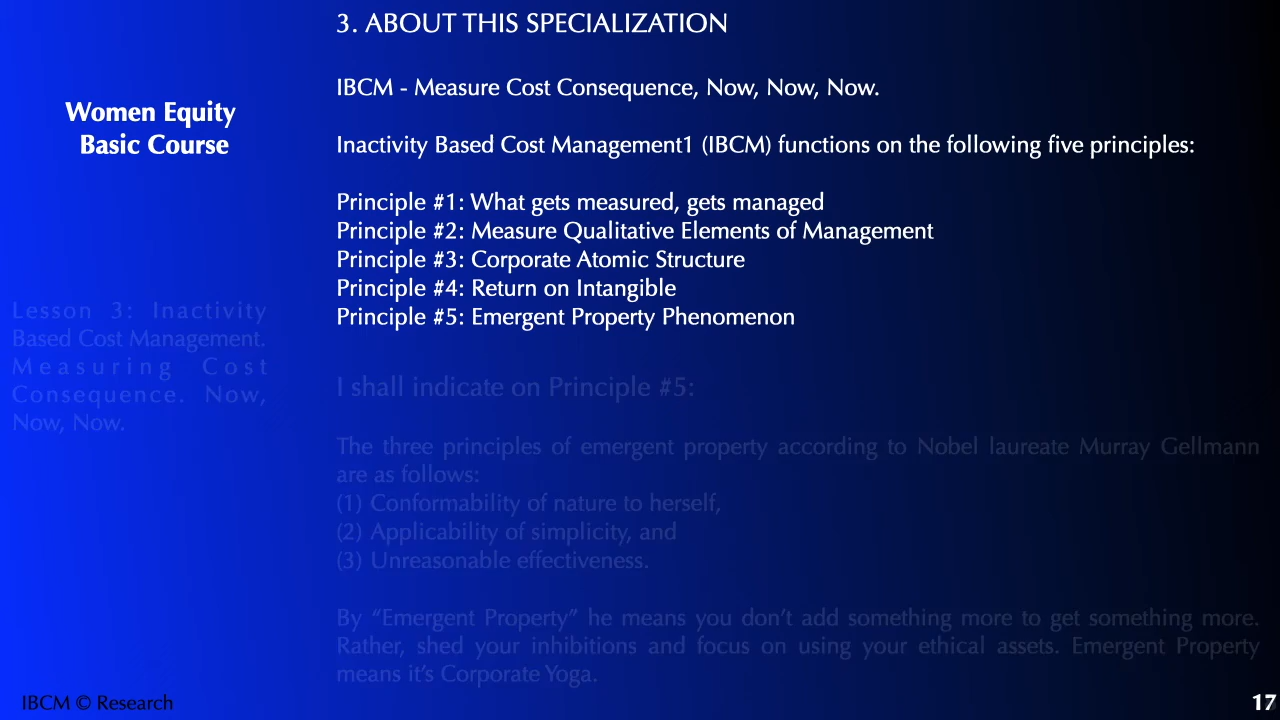 3. ABOUT THIS SPECIALIZATION
IBCM - Measure Cost Consequence, Now, Now, Now.
Women Equity
Basic Course
Inactivity Based Cost Management1 (IBCM) functions on the following five principles:
Principle #1: What gets measured, gets managed
Principle #2: Measure Qualitative Elements of Management
Principle #3: Corporate Atomic Structure
Principle #4: Return on Intangible
Principle #5: Emergent Property Phenomenon
Lesson 3: Inactivity
Based Cost Management.
Measuring Cost
Consequence. Now,
Now, Now.
I shall indicate on Principle #5:
The three principles of emergent property according to Nobel laureate Murray Gellmann
are as follows:
(1) Conformability of nature to herself,
(2) Applicability of simplicity, and
(3) Unreasonable effectiveness.
By “Emergent Property” he means you don’t add something more to get something more.
Rather, shed your inhibitions and focus on using your ethical assets. Emergent Property
means it’s Corporate Yoga.
IBCM © Research
17